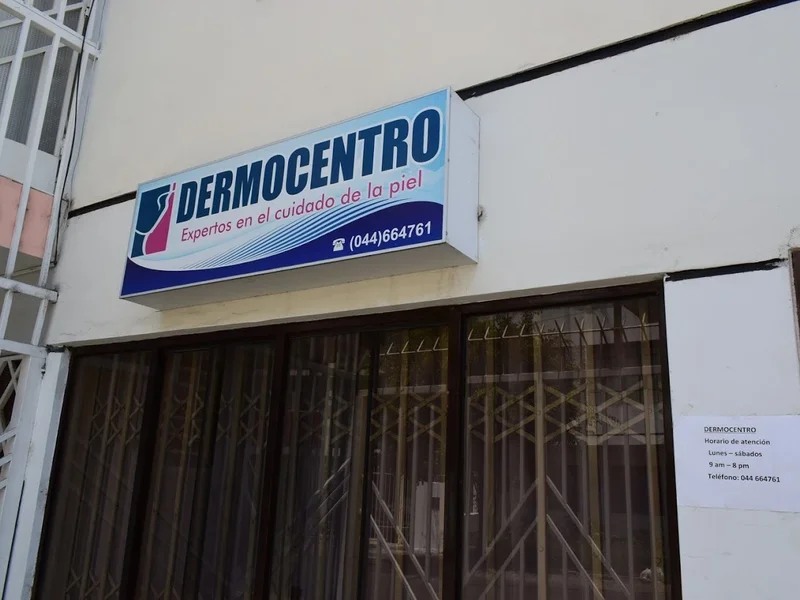 DERMOCENTRO
Expertos en el cuidado de la piel
☎ (044)664761
DERMOCENTRO
Horario de atención
Lunes – sábados
9 am – 8 pm
Teléfono: 044 664761